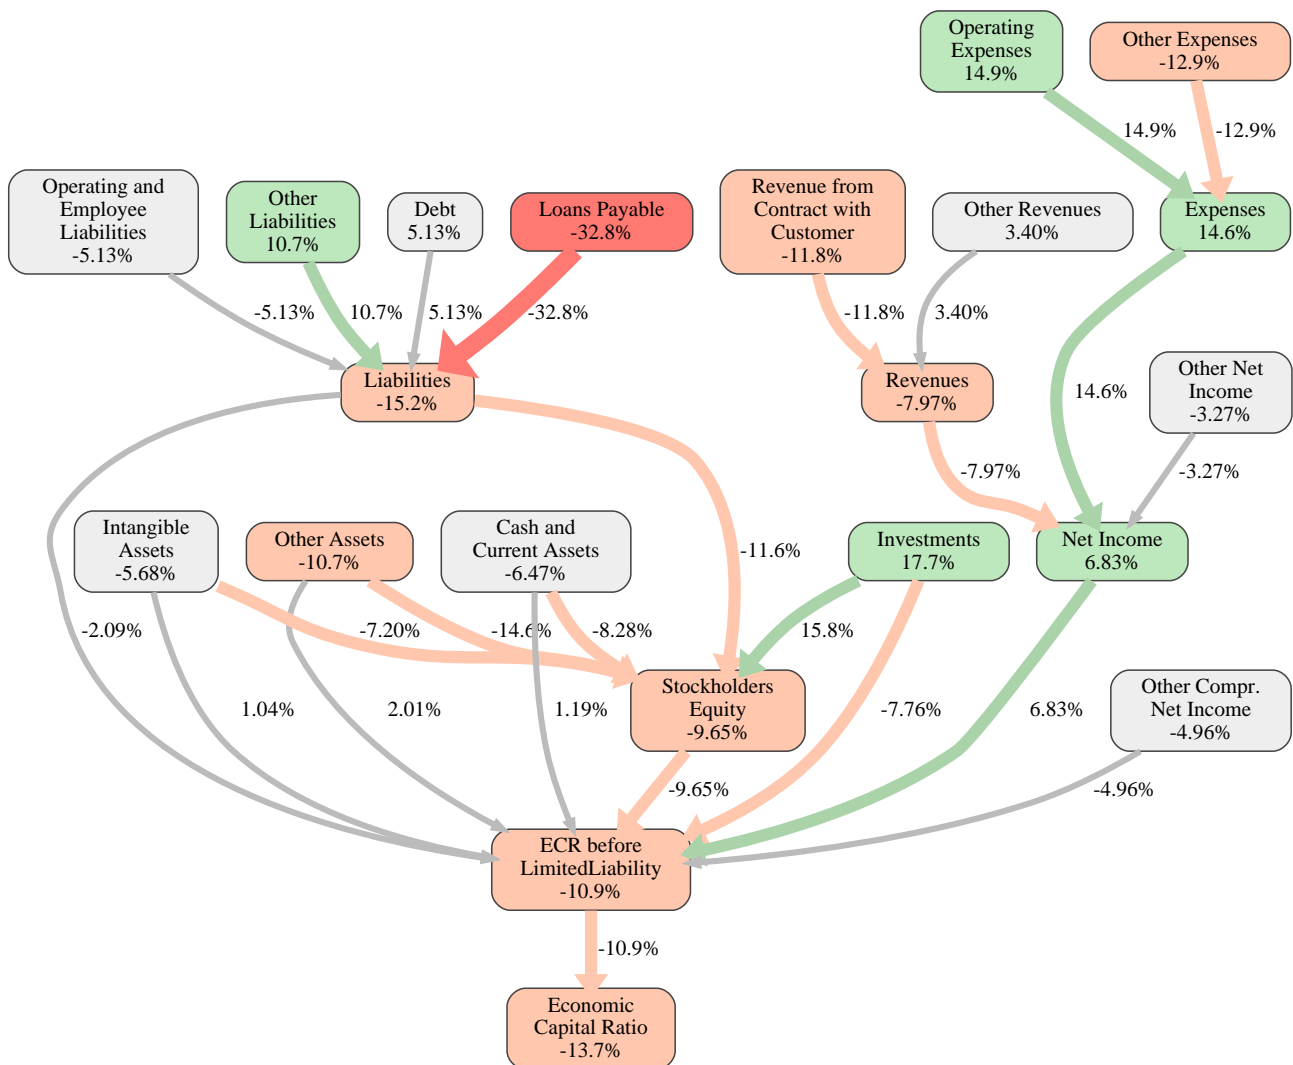 Operating
Expenses
14.9%
Other Expenses
-12.9%
14.9%
-12.9%
Operating and
Employee
Liabilities
-5.13%
Other
Liabilities
10.7%
Debt
5.13%
Loans Payable
-32.8%
Revenue from
Contract with
Customer
-11.8%
Other Revenues
3.40%
Expenses
14.6%
-5.13%
10.7%
5.13%
-32.8%
-11.8%
3.40%
Liabilities
-15.2%
Revenues
-7.97%
14.6%
Other Net
Income
-3.27%
-7.97%
-3.27%
Intangible
Assets
-5.68%
Other Assets
-10.7%
Cash and
Current Assets
-6.47%
-11.6%
Investments
17.7%
Net Income
6.83%
-2.09%
-7.20%
-14.6%
-8.28%
15.8%
1.04%
2.01%
1.19%
Stockholders
Equity
-9.65%
-7.76%
6.83%
Other Compr.
Net Income
-4.96%
-9.65%
-4.96%
ECR before
LimitedLiability
-10.9%
-10.9%
Economic
Capital Ratio
-13.7%